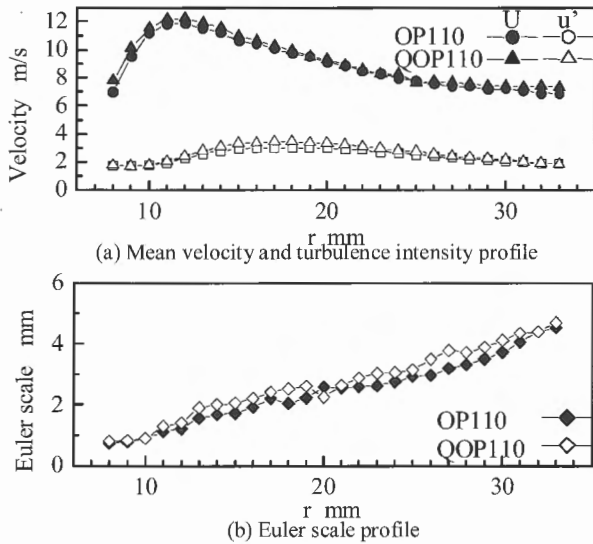 U u'
OP110
QOP110
Velocity m/s
12
10
8
6
4
2
0
10 20 30
r mm
(a) Mean velocity and turbulence intensity profile
Euler scale mm
6
4
2
0
OP110
QOP110
10 20 30
r mm
(b) Euler scale profile